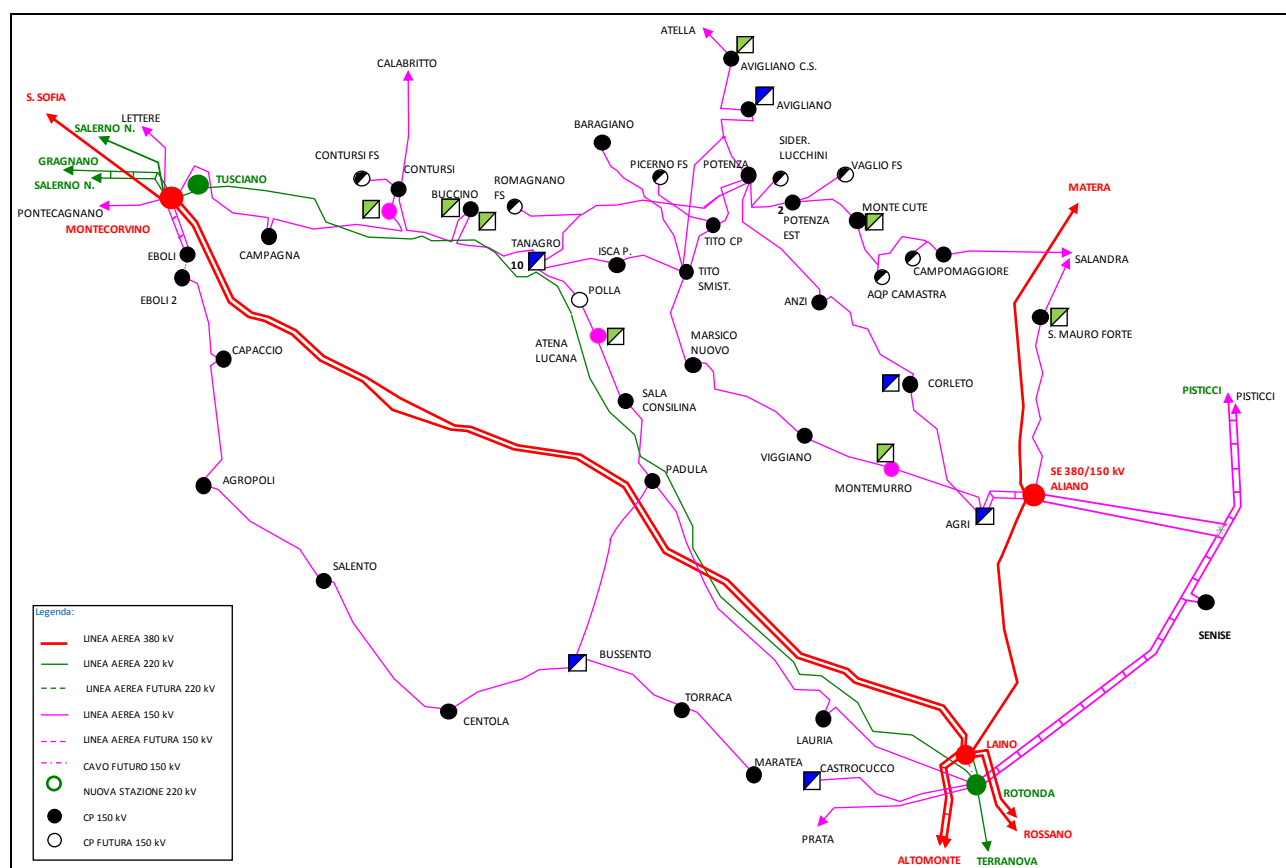 ATELLA
AVIGLIANO C.S.
CALABRITTO
S. SOFIA
LETTERE
SALERNO N.
AVIGLIANO
BARAGIANO
SIDER.
LUCCHINI
GRAGNANO
CONTURSI FS
CONTURSI
PICERNO FS
POTENZA
VAGLIO FS
SALERNO N.
TUSCIANO
BUCCINO
ROMAGNANO
FS
MATERA
PONTECAGNANO
MONTECORVINO
2
POTENZA
EST
MONTE CUTE
CAMPAGNA
TANAGRO
ISCA P.
TITO CP
EBOLI
10
CAMPOMAGGIORE
SALANDRA
EBOLI 2
POLLA
TITO
SMIST.
AQP CAMASTRA
ANZI
ATENA
LUCANA
MARSICO
NUOVO
S. MAURO FORTE
CAPACCIO
CORLETO
PISTICCI
PISTICCI
SALA
CONSILINA
VIGGIANO
PADULA
SE 380/150 kV
ALIANO
AGROPOLI
MONTEMURRO
AGRI
SALENTO
SENISE
BUSSENTO
CENTOLA
TORRACA
LAURIA
LAINO
MARATEA
CASTROCUCCO
ROTONDA
PRATA
ROSSANO
ALTOMONTE
TERRANOVA
Legenda:
LINEA AEREA 380 kV
LINEA AEREA 220 kV
LINEA AEREA FUTURA 220 kV
LINEA AEREA 150 kV
LINEA AEREA FUTURA 150 kV
CAVO FUTURO 150 kV
NUOVA STAZIONE 220 kV
CP 150 kV
CP FUTURA 150 kV